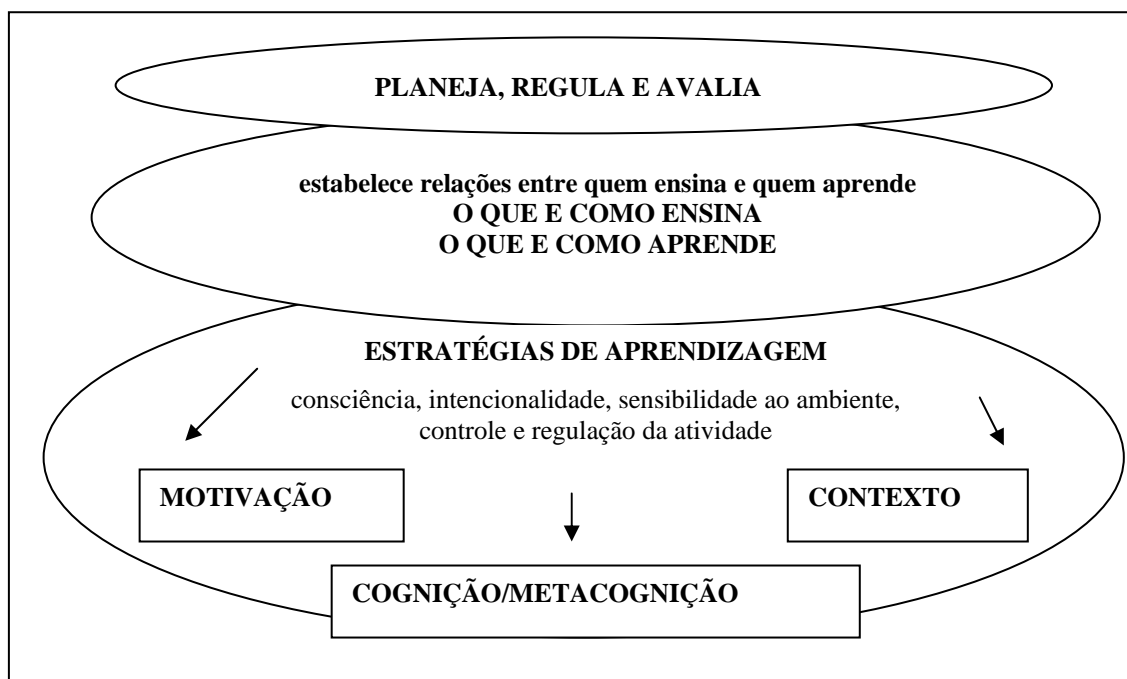 PLANEJA, REGULA E AVALIA
estabelece relações entre quem ensina e quem aprende
O QUE E COMO ENSINA
O QUE E COMO APRENDE
ESTRATÉGIAS DE APRENDIZAGEM
consciência, intencionalidade, sensibilidade ao ambiente,
controle e regulação da atividade
MOTIVAÇÃO
CONTEXTO
COGNIÇÃO/METACOGNIÇÃO